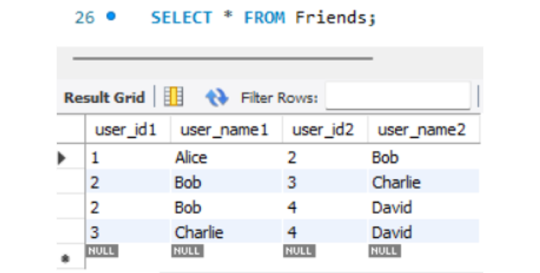 26 SELECT * FROM Friends;
Result Grid Filter Rows:
user_id1 user_name1 user_id2 user_name2
1 Alice 2 Bob
2 Bob 3 Charlie
2 Bob 4 David
3 Charlie 4 David
NULL NULL NULL NULL